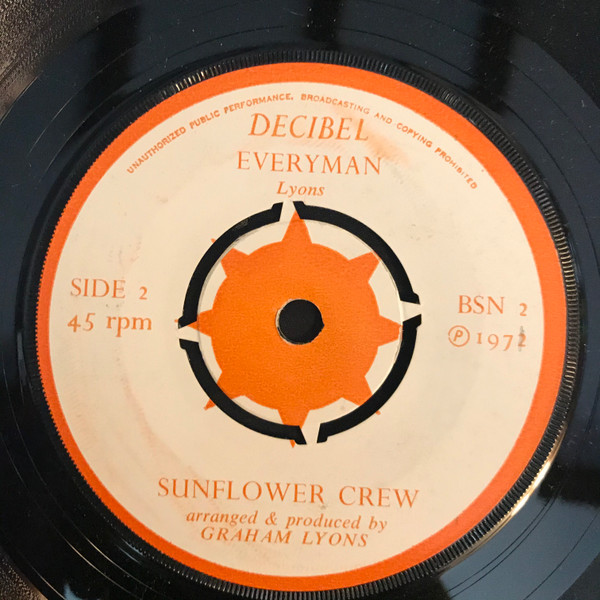 UNAUTHORIZED PUBLIC PERFORMANCE, BROADCASTING AND COPYING PROHIBITED
DECIBEL
EVERYMAN
Lyons
SIDE 2
45 rpm
BSN 2
℗ 1972
SUNFLOWER CREW
arranged & produced by
GRAHAM LYONS